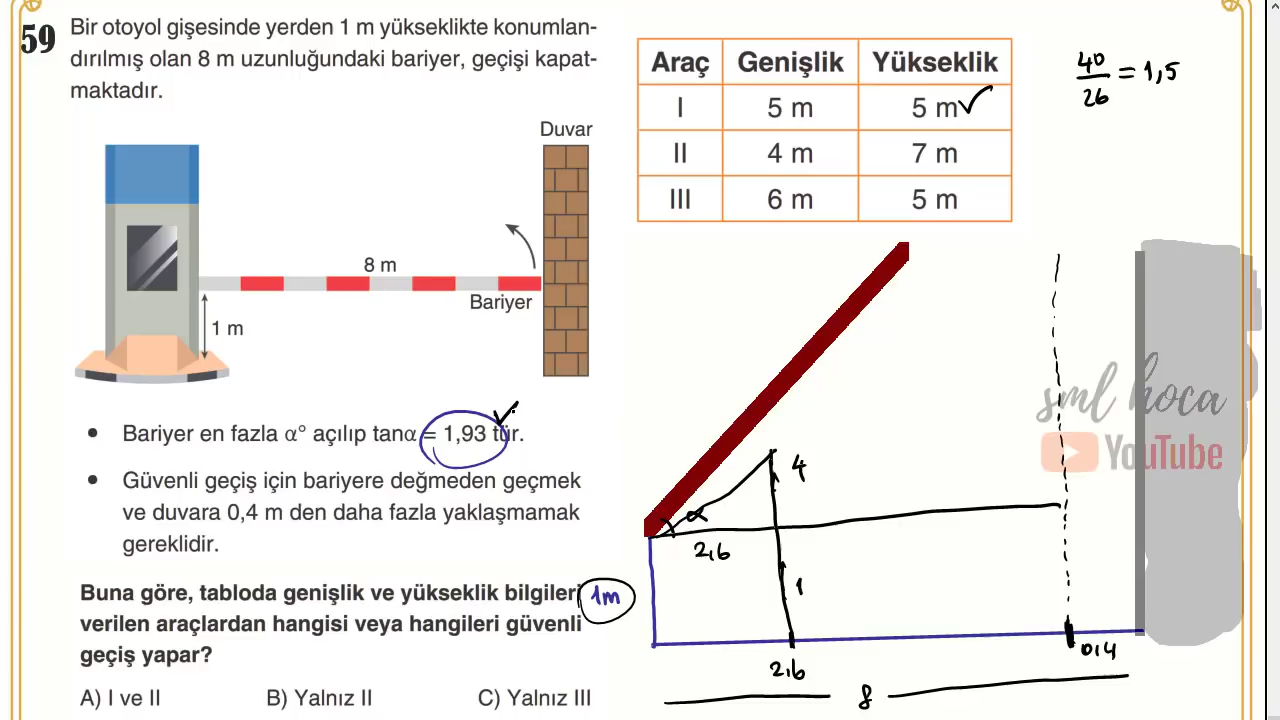 59
Bir otoyol gişesinde yerden 1 m yükseklikte konumlan-
dırılmış olan 8 m uzunluğundaki bariyer, geçişi kapat-
maktadır.
Duvar
8 m
Bariyer
1 m
• Bariyer en fazla α° açılıp tanα = 1,93 tür.
• Güvenli geçiş için bariyere değmeden geçmek
ve duvara 0,4 m den daha fazla yaklaşmamak
gereklidir.
Buna göre, tabloda genişlik ve yükseklik bilgileri
verilen araçlardan hangisi veya hangileri güvenli
geçiş yapar?
A) I ve II B) Yalnız II C) Yalnız III
Araç Genişlik Yükseklik
I 5 m 5 m
II 4 m 7 m
III 6 m 5 m
40/26 = 1,5
sml hoca
YouTube
4
α
2,6
1
1m
2,6
0,4
8